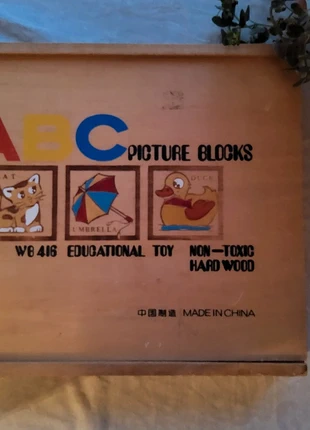 ABC PICTURE BLOCKS
CAT UMBRELLA DUCK
WB 416 EDUCATIONAL TOY NON-TOXIC
HARD WOOD
中国制造 MADE IN CHINA